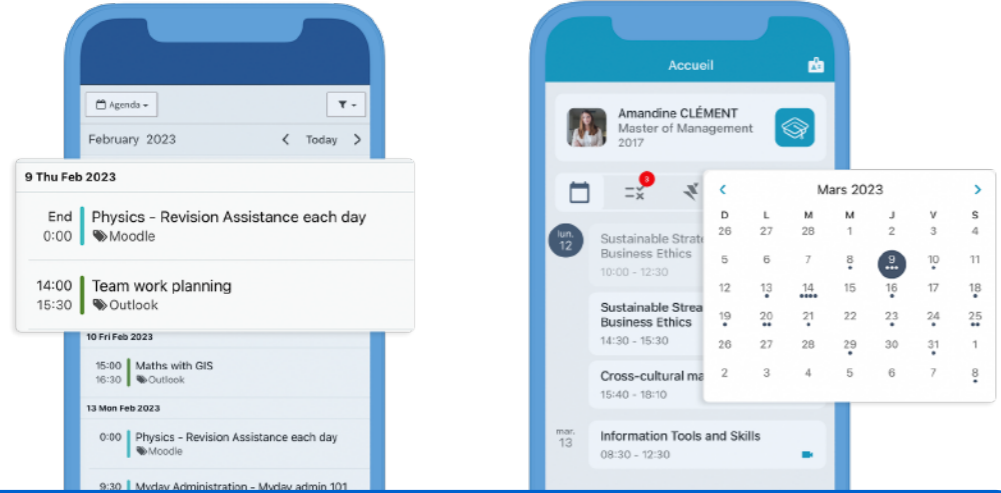 Agenda
February 2023
Today
9 Thu Feb 2023
End Physics - Revision Assistance each day
0:00 Moodle
14:00 Team work planning
15:30 Outlook
10 Fri Feb 2023
15:00 Maths with GIS
16:30 Outlook
13 Mon Feb 2023
0:00 Physics - Revision Assistance each day
Moodle
9:30 Myday Administration - Myday admin 101
Accueil
Amandine CLÉMENT
Master of Management
2017
lun.
12
Sustainable Strate
Business Ethics
10:00 - 12:30
Sustainable Strea
Business Ethics
14:30 - 15:30
Cross-cultural ma
15:40 - 18:10
mar.
13
Information Tools and Skills
08:30 - 12:30
Mars 2023
D L M M J V S
26 27 28 1 2 3 4
5 6 7 8 9 10 11
12 13 14 15 16 17 18
19 20 21 22 23 24 25
26 27 28 29 30 31 1
2 3 4 5 6 7 8